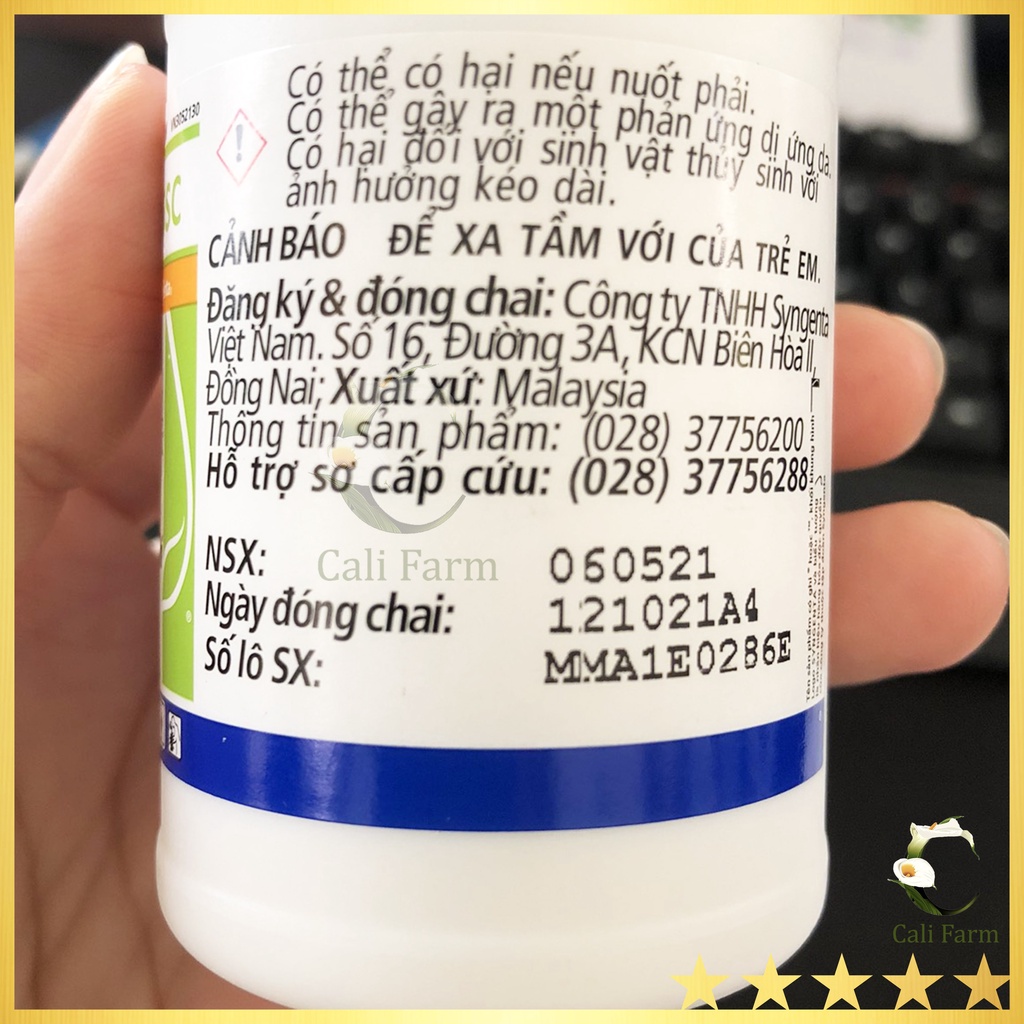 Có thể có hại nếu nuốt phải.
Có thể gây ra một phản ứng dị ứng da.
Có hại đối với sinh vật thủy sinh với
ảnh hưởng kéo dài.
VN3052130
SC
CẢNH BÁO ĐỂ XA TẦM VỚI CỦA TRẺ EM.
Đăng ký & đóng chai: Công ty TNHH Syngenta
Việt Nam. Số 16, Đường 3A, KCN Biên Hòa II,
Đồng Nai; Xuất xứ: Malaysia
Thông tin sản phẩm: (028) 37756200
Hỗ trợ sơ cấp cứu: (028) 37756288
NSX: 060521
Ngày đóng chai: 121021A4
Số lô SX: MMA1E0286E
Cali Farm
Cali Farm